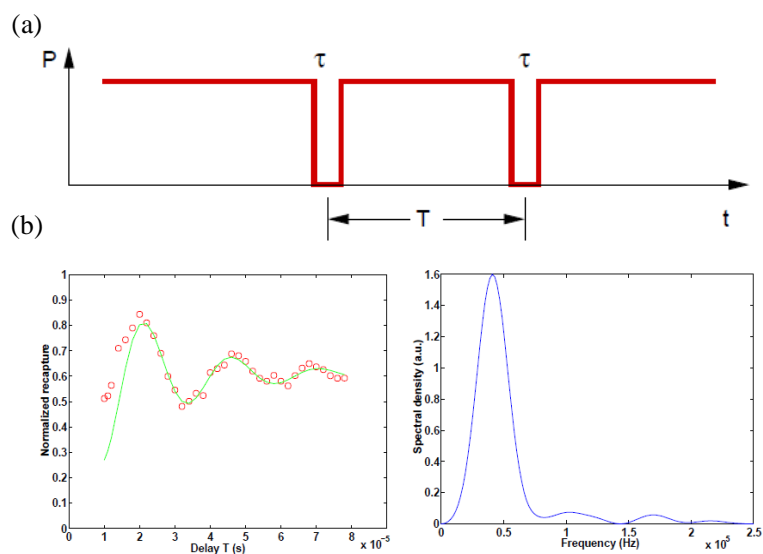 (a)
τ τ
P
T t
(b)
1
0.9
0.8
0.7
0.6
0.5
0.4
0.3
0.2
0.1
0
Normalized recapture
0 1 2 3 4 5 6 7 8 9
Delay T (s) x 10⁻⁵
1.6
1.4
1.2
1
0.8
0.6
0.4
0.2
0
Spectral density (a.u.)
0 0.5 1 1.5 2 2.5
Frequency (Hz) x 10⁵